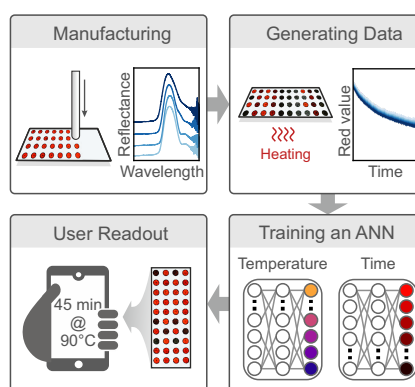 Manufacturing
Reflectance
Wavelength
Generating Data
Heating
Red value
Time
User Readout
45 min
@
90°C
Training an ANN
Temperature Time